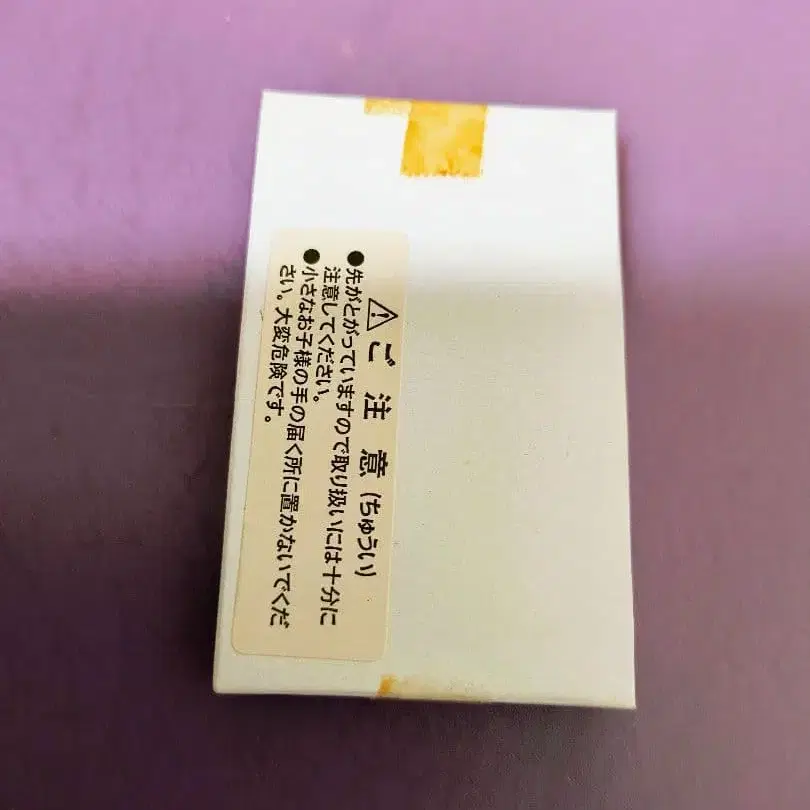 ⚠ご注意(ちゅうい)
●先がとがっていますので取り扱いには十分に
注意してください。
●小さなお子様の手の届く所に置かないでくだ
さい。大変危険です。